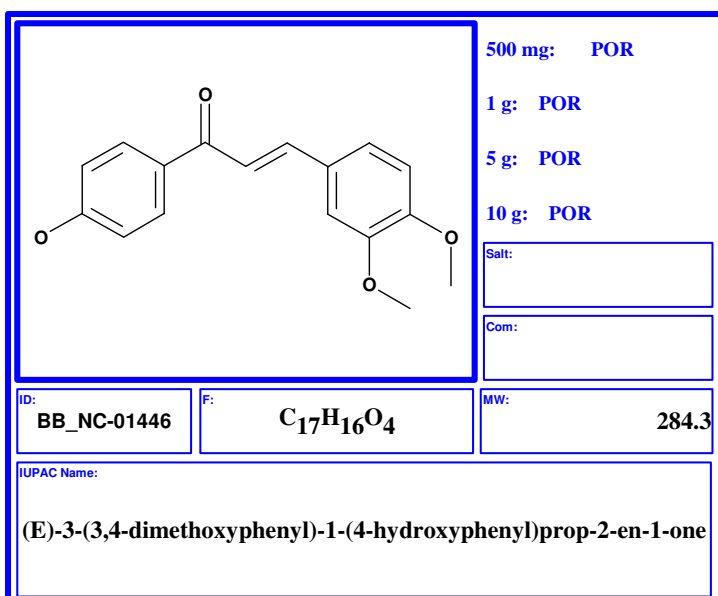 500 mg: POR
1 g: POR
5 g: POR
10 g: POR
O
O
O
O
Salt:
Com:
ID:
BB_NC-01446
F:
C17H16O4
MW:
284.3
IUPAC Name:
(E)-3-(3,4-dimethoxyphenyl)-1-(4-hydroxyphenyl)prop-2-en-1-one